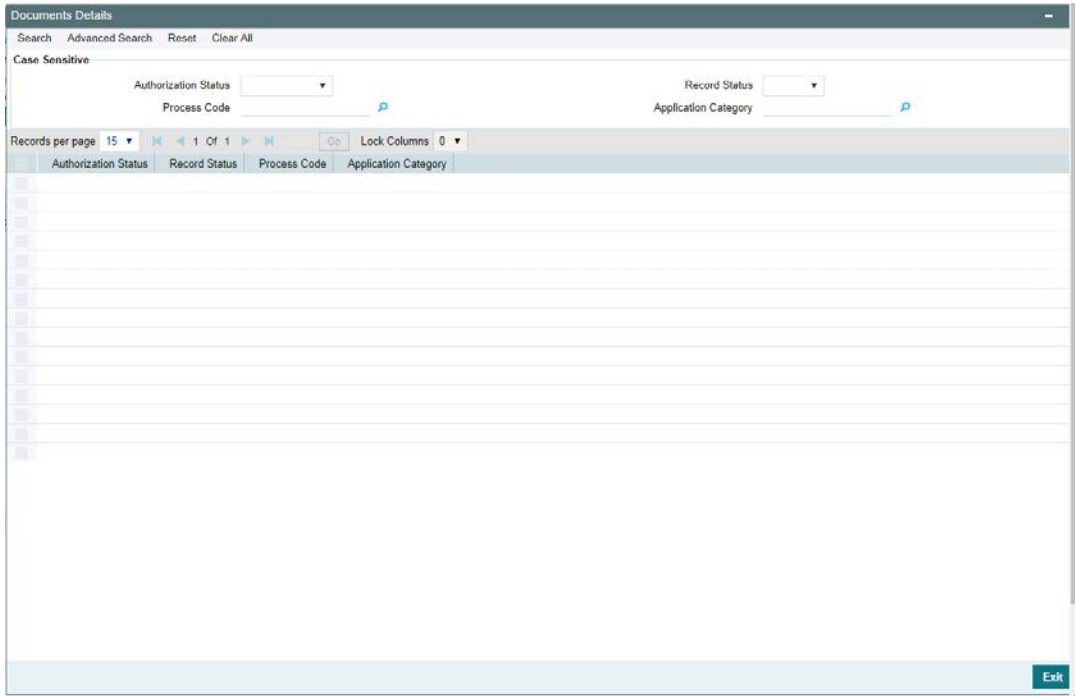 Documents Details
Search Advanced Search Reset Clear All
Case Sensitive
Authorization Status Record Status
Process Code Application Category
Records per page 15 1 Of 1 Go Lock Columns 0
Authorization Status Record Status Process Code Application Category
Exit